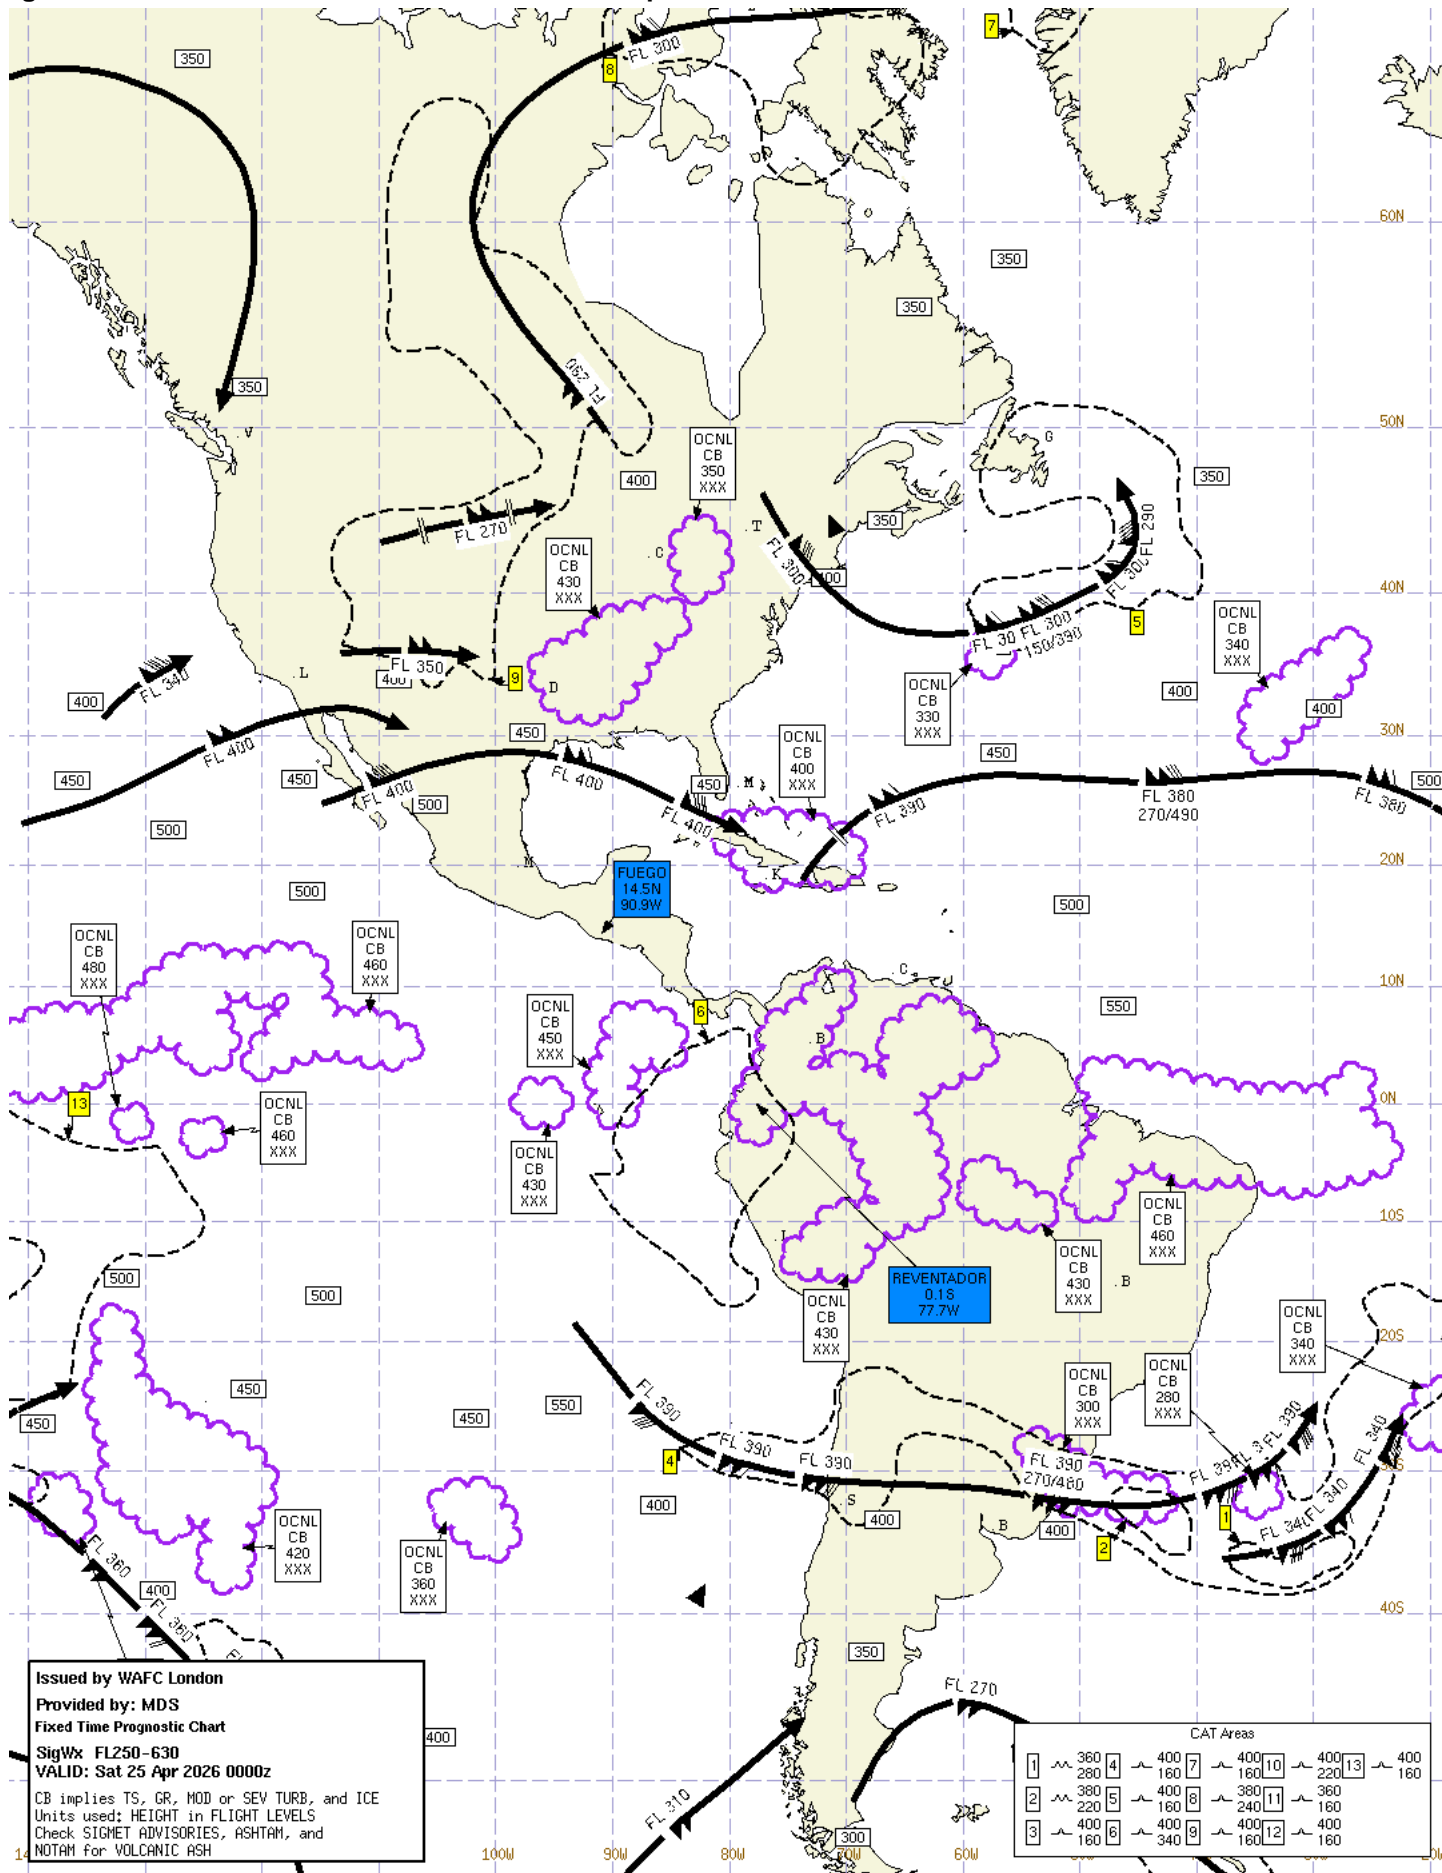 350
FL 300
8
7
60N
350
350
FL 290
350
V
50N
G
OCNL
CB
350
XXX
400
350
350
FL 270
T
C
FL 300
400
FL 290
OCNL
CB
430
XXX
40N
FL 300
150/390
5
OCNL
CB
340
XXX
OCNL
CB
330
XXX
L
FL 350
9
D
FL 340
400
400
400
30N
450
450
FL 400
OCNL
CB
400
XXX
450
450
FL 400
500
FL 400
450
M
FL 400
FL 390
FL 380
270/490
FL 380
500
500
20N
M
K
FUEGO
14.5N
90.9W
500
500
OCNL
CB
480
XXX
OCNL
CB
460
XXX
C
10N
550
OCNL
CB
450
XXX
6
B
13
0N
OCNL
CB
460
XXX
OCNL
CB
430
XXX
OCNL
CB
460
XXX
10S
L
500
500
OCNL
CB
430
XXX
B
REVENTADOR
0.1S
77.7W
OCNL
CB
430
XXX
20S
OCNL
CB
340
XXX
OCNL
CB
300
XXX
OCNL
CB
280
XXX
450
450
450
550
FL 390
FL 390
FL 390
4
FL 390
270/480
FL 390
FL 390
FL 340
S
400
400
B
400
2
1
FL 340
OCNL
CB
420
XXX
OCNL
CB
360
XXX
FL 360
400
FL 360
40S
350
FL 270
400
FL 310
300
Issued by WAFC London
Provided by: MDS
Fixed Time Prognostic Chart
SigWx FL250-630
VALID: Sat 25 Apr 2026 0000z
CB implies TS, GR, MOD or SEV TURB, and ICE
Units used: HEIGHT in FLIGHT LEVELS
Check SIGMET ADVISORIES, ASHTAM, and
NOTAM for VOLCANIC ASH
100W
90W
80W
70W
60W
CAT Areas
1 360 280
4 400 160
7 400 160
10 400 220
13 400 160
2 380 220
5 400 160
8 380 240
11 360 160
3 400 160
6 400 340
9 400 160
12 400 160